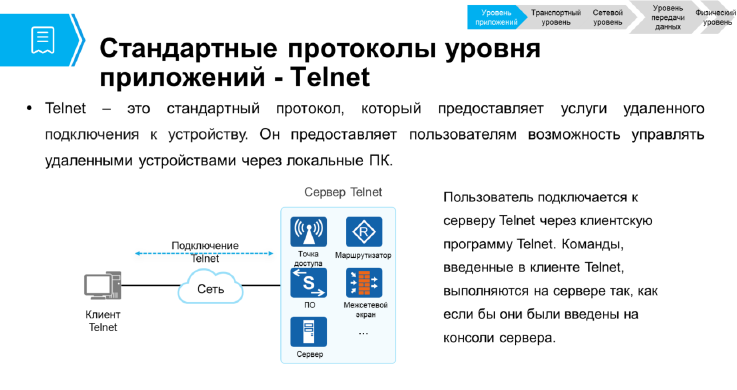 Уровень приложений
Транспортный уровень
Сетевой уровень
Уровень передачи данных
Физический уровень
Стандартные протоколы уровня
приложений - Telnet
• Telnet – это стандартный протокол, который предоставляет услуги удаленного
подключения к устройству. Он предоставляет пользователям возможность управлять
удаленными устройствами через локальные ПК.
Сервер Telnet
Подключение
Telnet
Сеть
Клиент
Telnet
Точка
доступа
Маршрутизатор
R
S
ПО
Межсетевой
экран
Сервер
...
Пользователь подключается к
серверу Telnet через клиентскую
программу Telnet. Команды,
введенные в клиенте Telnet,
выполняются на сервере так, как
если бы они были введены на
консоли сервера.